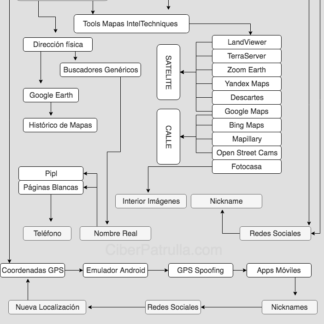 Tools Mapas IntelTechniques
Dirección física
Buscadores Genéricos
Google Earth
Histórico de Mapas
SATELITE
CALLE
LandViewer
TerraServer
Zoom Earth
Yandex Maps
Descartes
Google Maps
Bing Maps
Mapillary
Open Street Cams
Fotocasa
Pipl
Páginas Blancas
Interior Imágenes
Nickname
Teléfono
Nombre Real
Redes Sociales
CiberPatrulla.com
Coordenadas GPS
Emulador Android
GPS Spoofing
Apps Móviles
Nueva Localización
Redes Sociales
Nicknames